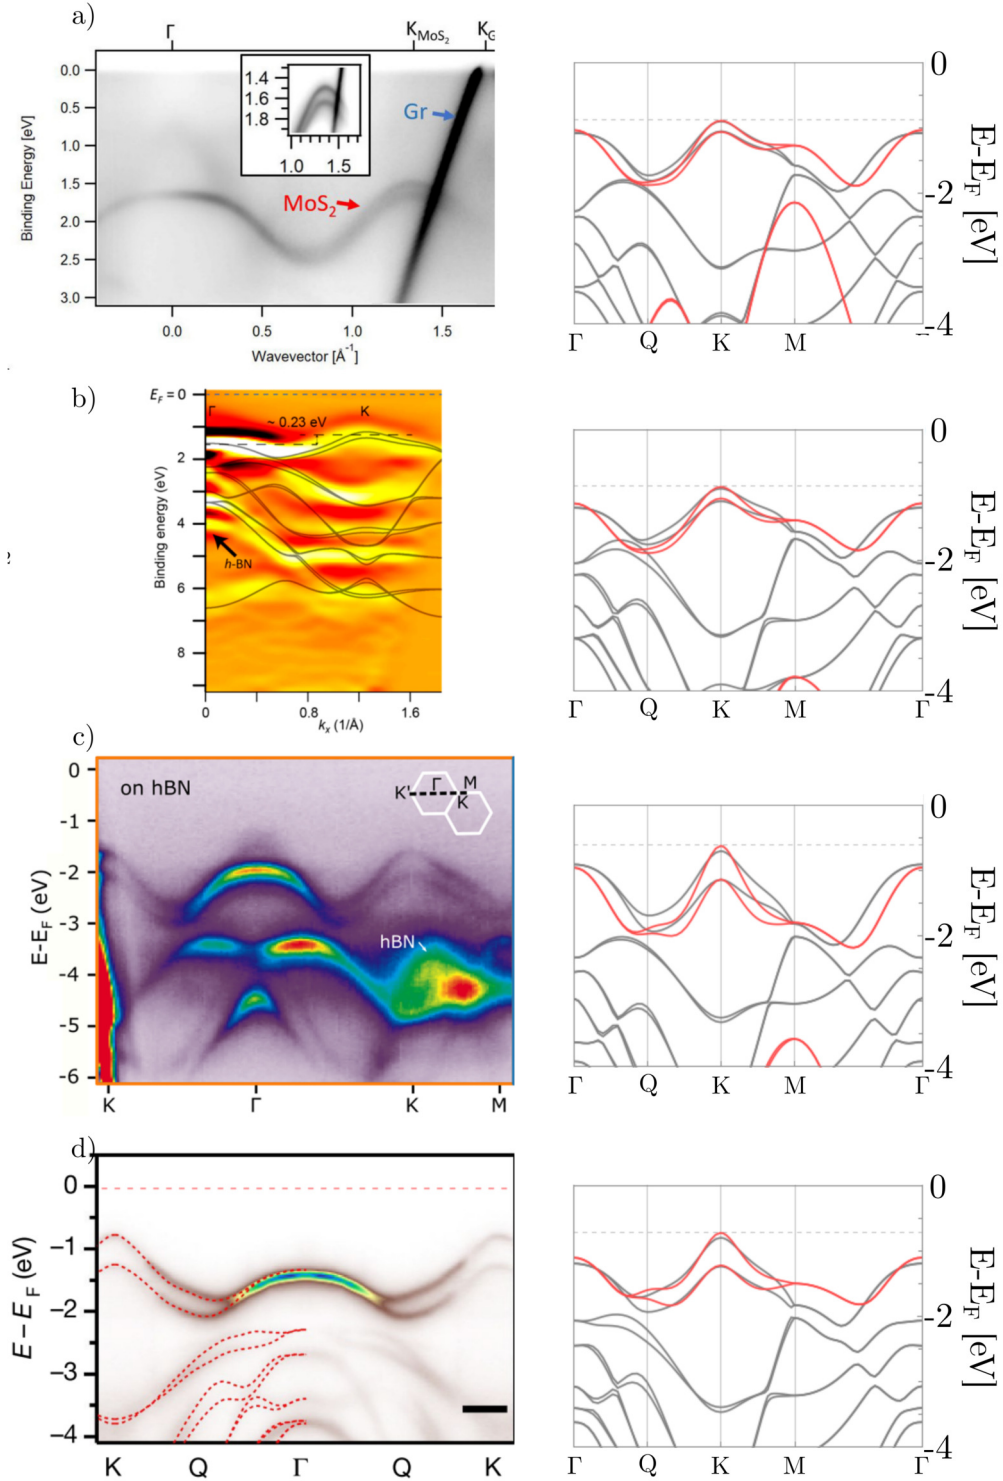 a)
Γ K_MoS₂ K_G
0.0
0.5
1.0
1.5
2.0
2.5
3.0
Binding Energy [eV]
1.4
1.6
1.8
1.0 1.5
Gr
MoS₂
0.0 0.5 1.0 1.5
Wavevector [Å⁻¹]
0
-2
-4
E-E_F [eV]
Γ Q K M
b)
E_F = 0
2
4
6
8
Binding energy (eV)
Γ K
~ 0.23 eV
h-BN
0 0.8 1.6
kₓ (1/Å)
0
-2
-4
E-E_F [eV]
Γ Q K M Γ
c)
0
-1
-2
-3
-4
-5
-6
E-E_F (eV)
on hBN
K' Γ M
K
hBN
K Γ K M
0
-2
-4
E-E_F [eV]
Γ Q K M Γ
d)
0
−1
−2
−3
−4
E − E_F (eV)
K Q Γ Q K
0
-2
-4
E-E_F [eV]
Γ Q K M Γ